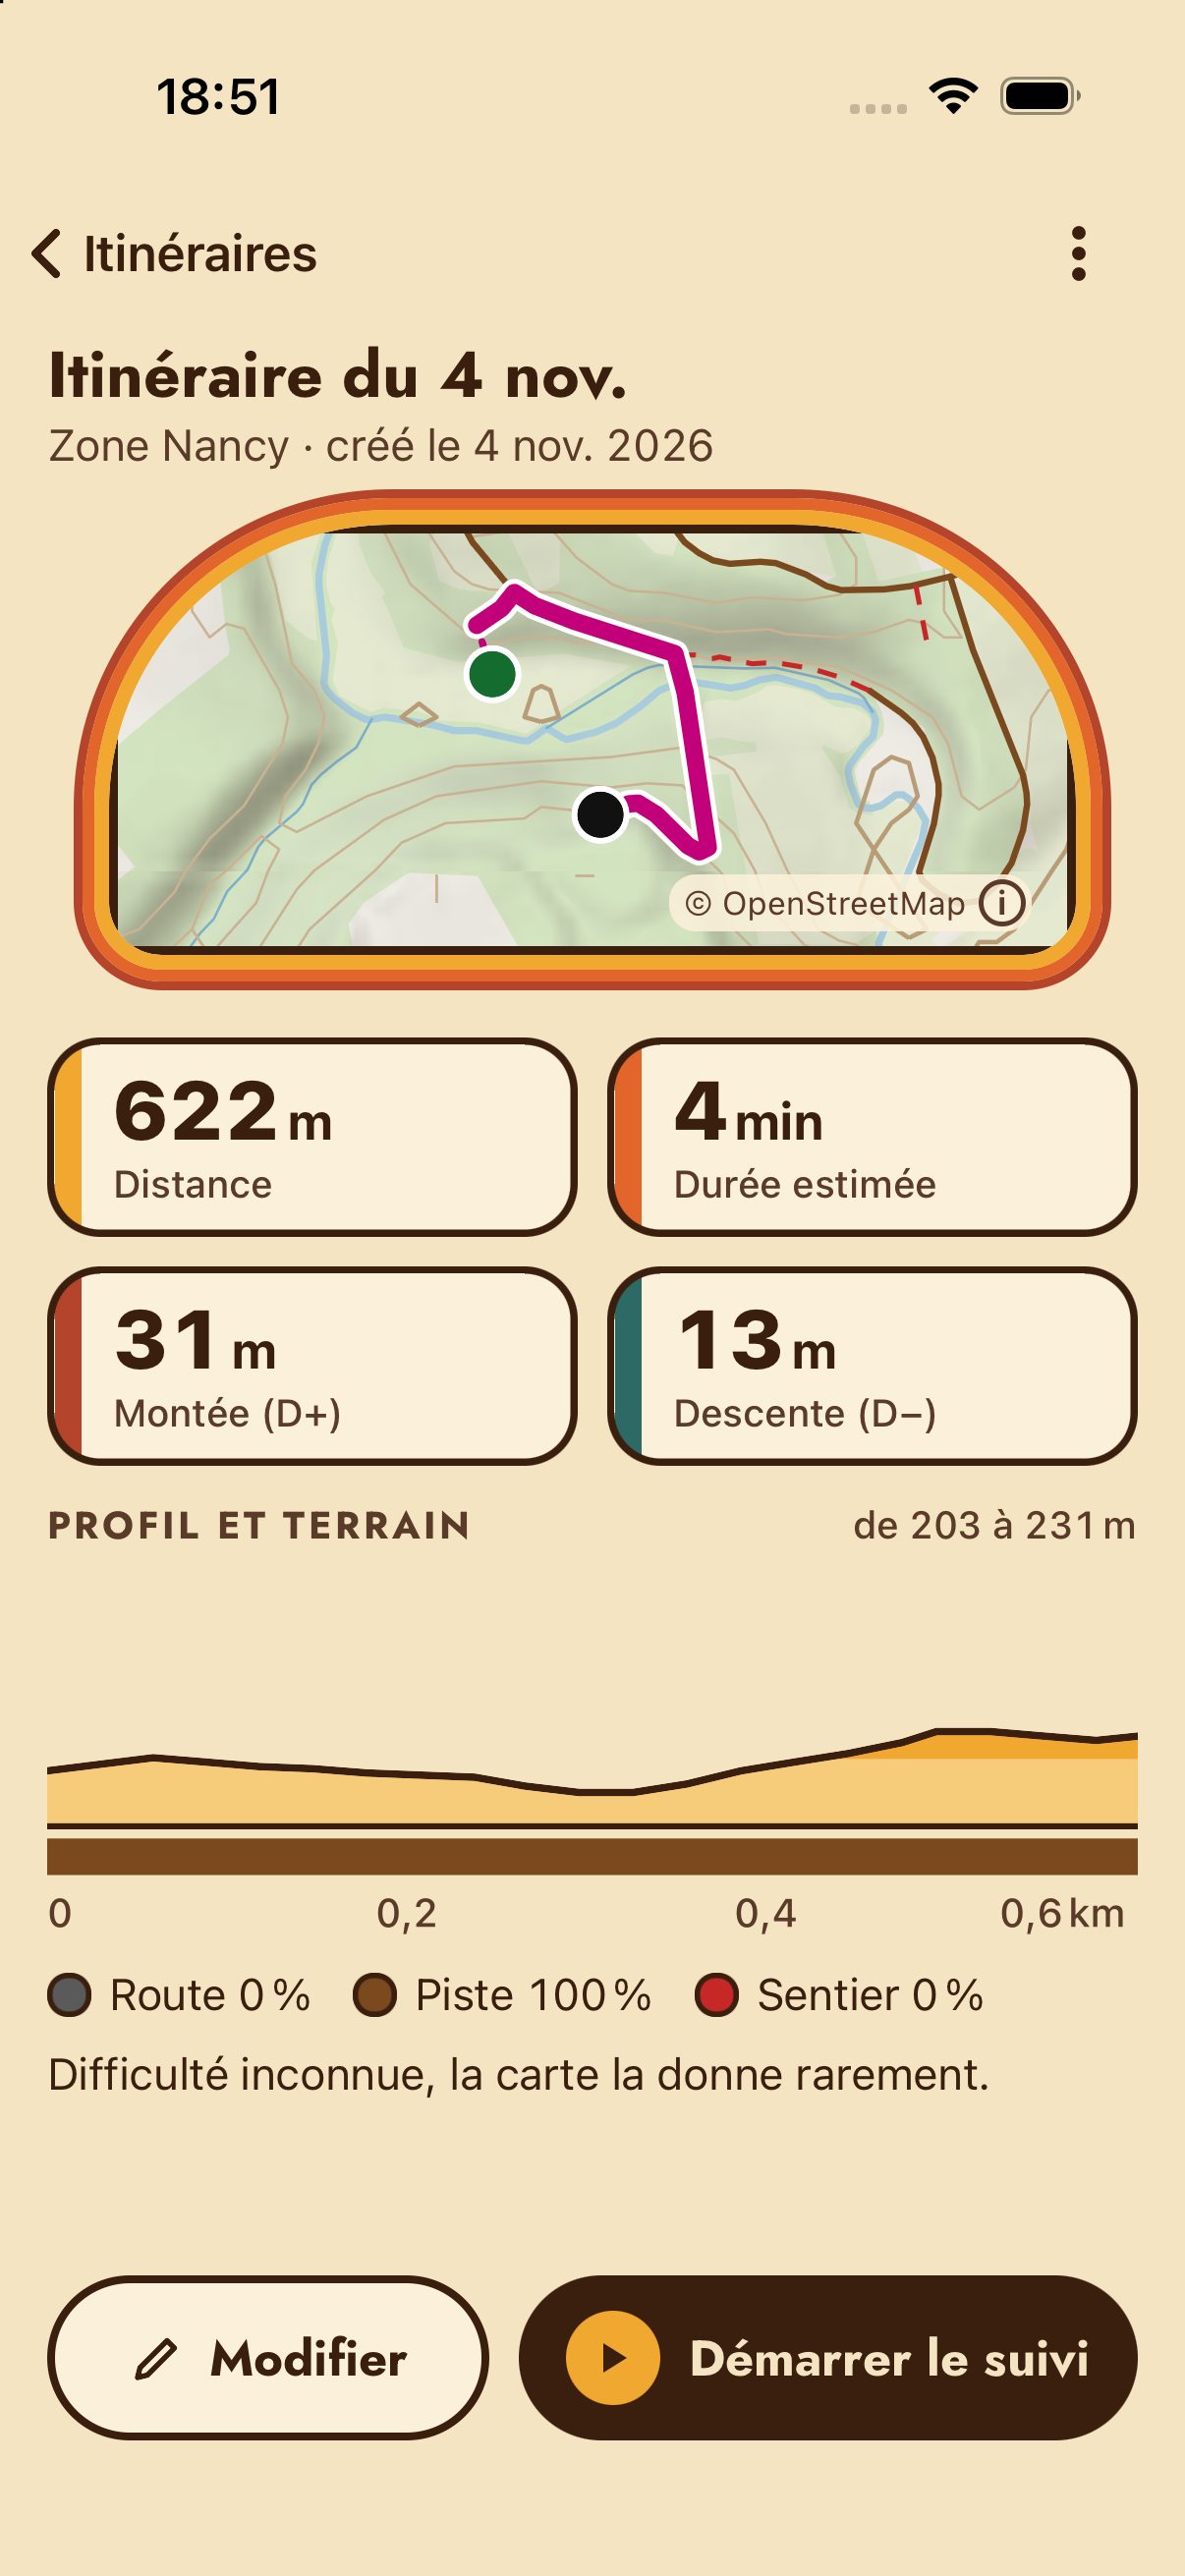 18:51
Itinéraires
Itinéraire du 4 nov.
Zone Nancy · créé le 4 nov. 2026
© OpenStreetMap
622 m
Distance
4 min
Durée estimée
31 m
Montée (D+)
13 m
Descente (D−)
PROFIL ET TERRAIN
de 203 à 231 m
0 0,2 0,4 0,6 km
Route 0 % Piste 100 % Sentier 0 %
Difficulté inconnue, la carte la donne rarement.
Modifier
Démarrer le suivi